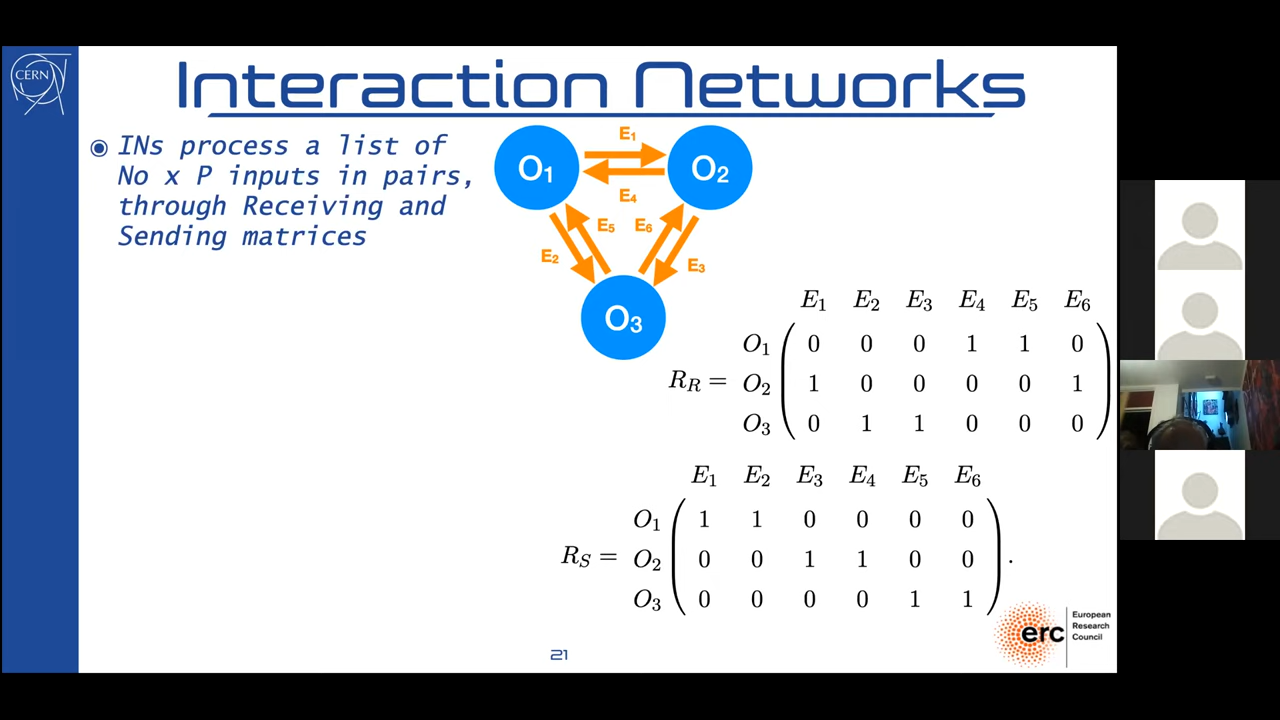 CERN
Interaction Networks
INs process a list of
No x P inputs in pairs,
through Receiving and
Sending matrices
O1
E1
O2
E4
E5
E6
E2
E3
O3
E1 E2 E3 E4 E5 E6
O1 0 0 0 1 1 0
RR = O2 1 0 0 0 0 1
O3 0 1 1 0 0 0
E1 E2 E3 E4 E5 E6
O1 1 1 0 0 0 0
RS = O2 0 0 1 1 0 0 .
O3 0 0 0 0 1 1
erc
European
Research
Council
21